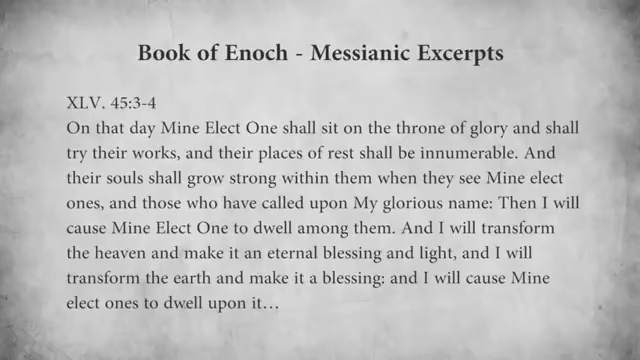 Book of Enoch - Messianic Excerpts
XLV. 45:3-4
On that day Mine Elect One shall sit on the throne of glory and shall
try their works, and their places of rest shall be innumerable. And
their souls shall grow strong within them when they see Mine elect
ones, and those who have called upon My glorious name: Then I will
cause Mine Elect One to dwell among them. And I will transform
the heaven and make it an eternal blessing and light, and I will
transform the earth and make it a blessing: and I will cause Mine
elect ones to dwell upon it…